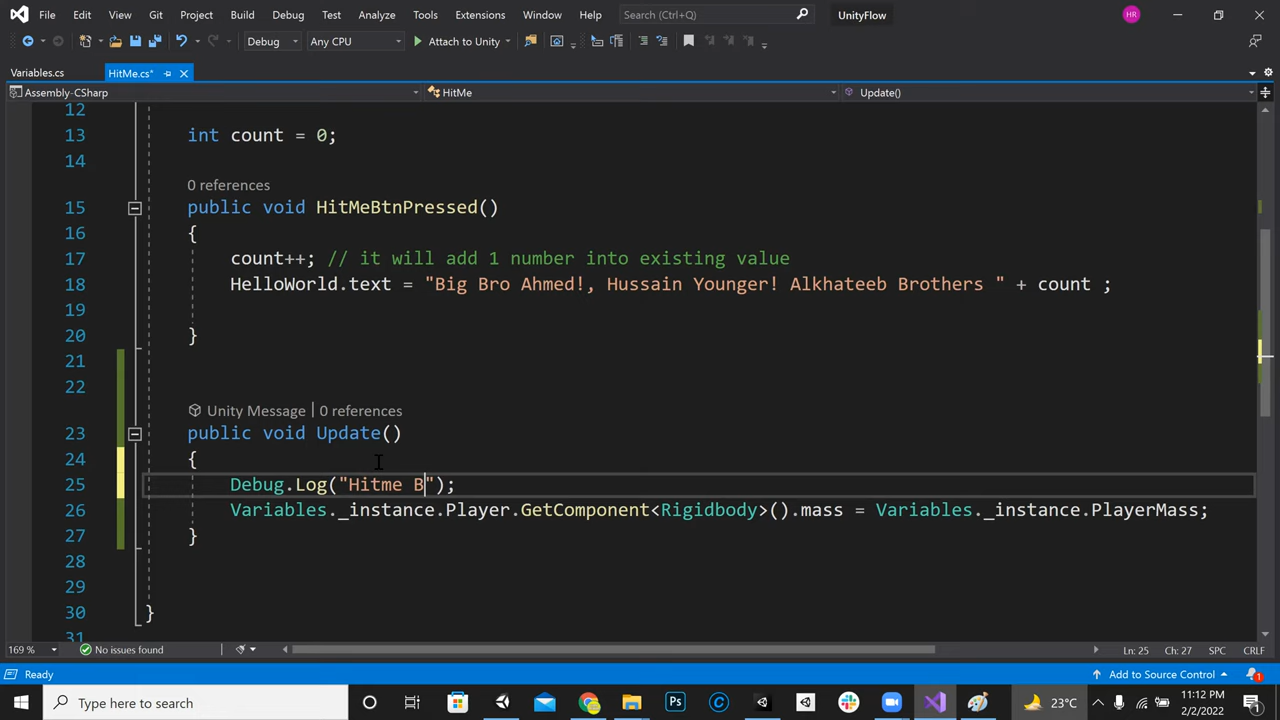 File Edit View Git Project Build Debug Test Analyze Tools Extensions Window Help Search (Ctrl+Q) UnityFlow HR
Debug Any CPU Attach to Unity
Variables.cs HitMe.cs*
Assembly-CSharp HitMe Update()
12
13 int count = 0;
14
0 references
15 public void HitMeBtnPressed()
16 {
17 count++; // it will add 1 number into existing value
18 HelloWorld.text = "Big Bro Ahmed!, Hussain Younger! Alkhateeb Brothers " + count ;
19
20 }
21
22
Unity Message | 0 references
23 public void Update()
24 {
25 Debug.Log("Hitme B");
26 Variables._instance.Player.GetComponent<Rigidbody>().mass = Variables._instance.PlayerMass;
27 }
28
29
30 }
31
169 % No issues found Ln: 25 Ch: 27 SPC CRLF
Ready Add to Source Control 1
Type here to search Ps 23°C 11:12 PM
2/2/2022